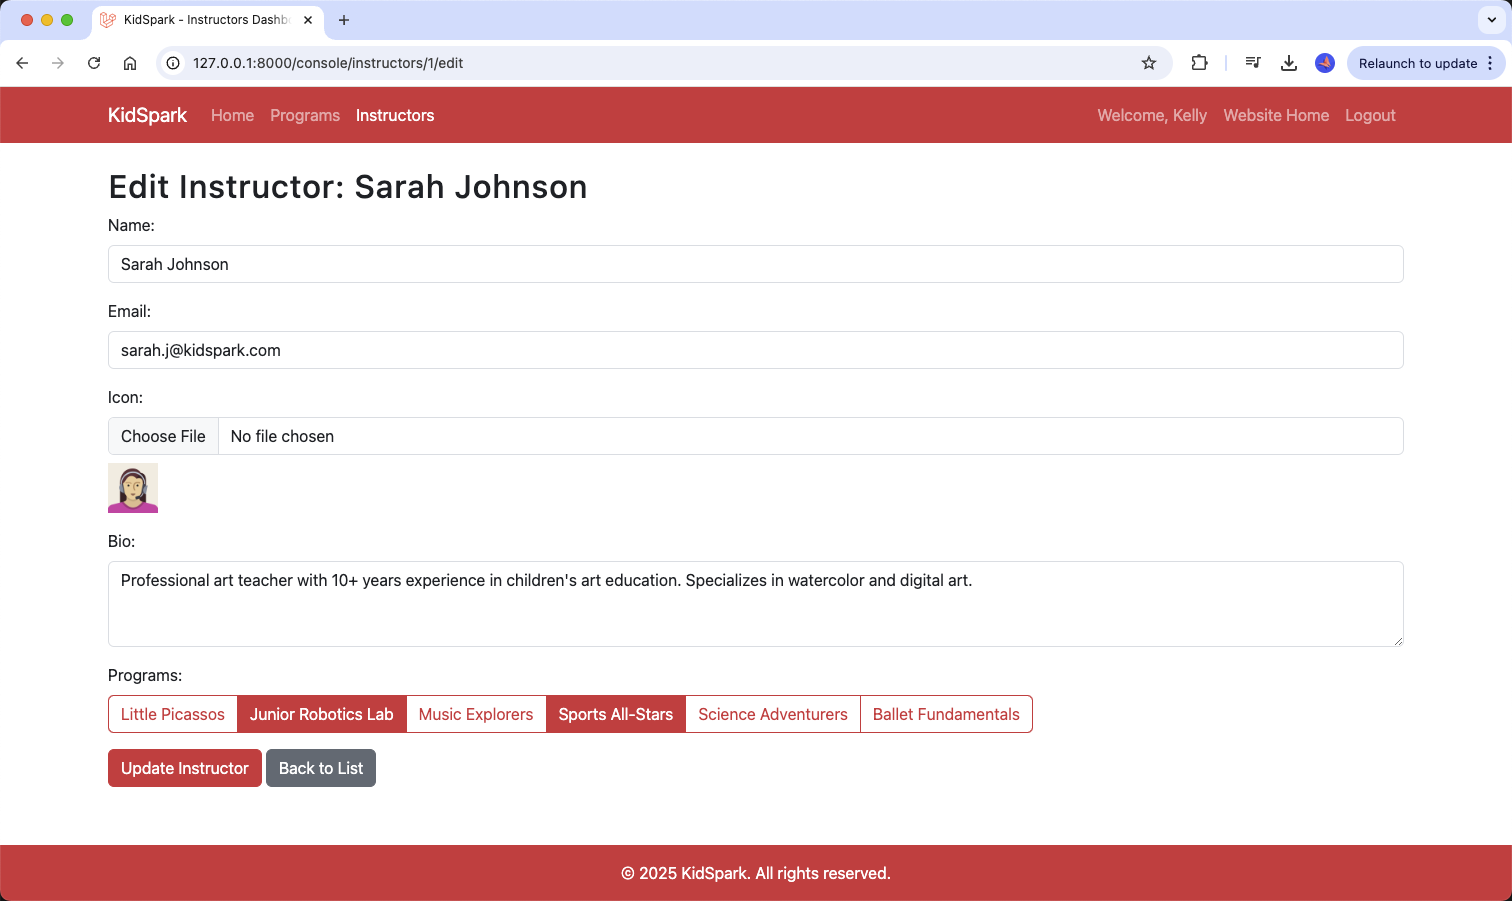 KidSpark - Instructors Dashb
127.0.0.1:8000/console/instructors/1/edit
Relaunch to update
KidSpark Home Programs Instructors Welcome, Kelly Website Home Logout
Edit Instructor: Sarah Johnson
Name:
Sarah Johnson
Email:
sarah.j@kidspark.com
Icon:
Choose File No file chosen
Bio:
Professional art teacher with 10+ years experience in children's art education. Specializes in watercolor and digital art.
Programs:
Little Picassos Junior Robotics Lab Music Explorers Sports All-Stars Science Adventurers Ballet Fundamentals
Update Instructor Back to List
© 2025 KidSpark. All rights reserved.